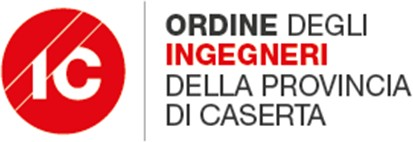 IC
ORDINE DEGLI
INGEGNERI
DELLA PROVINCIA
DI CASERTA